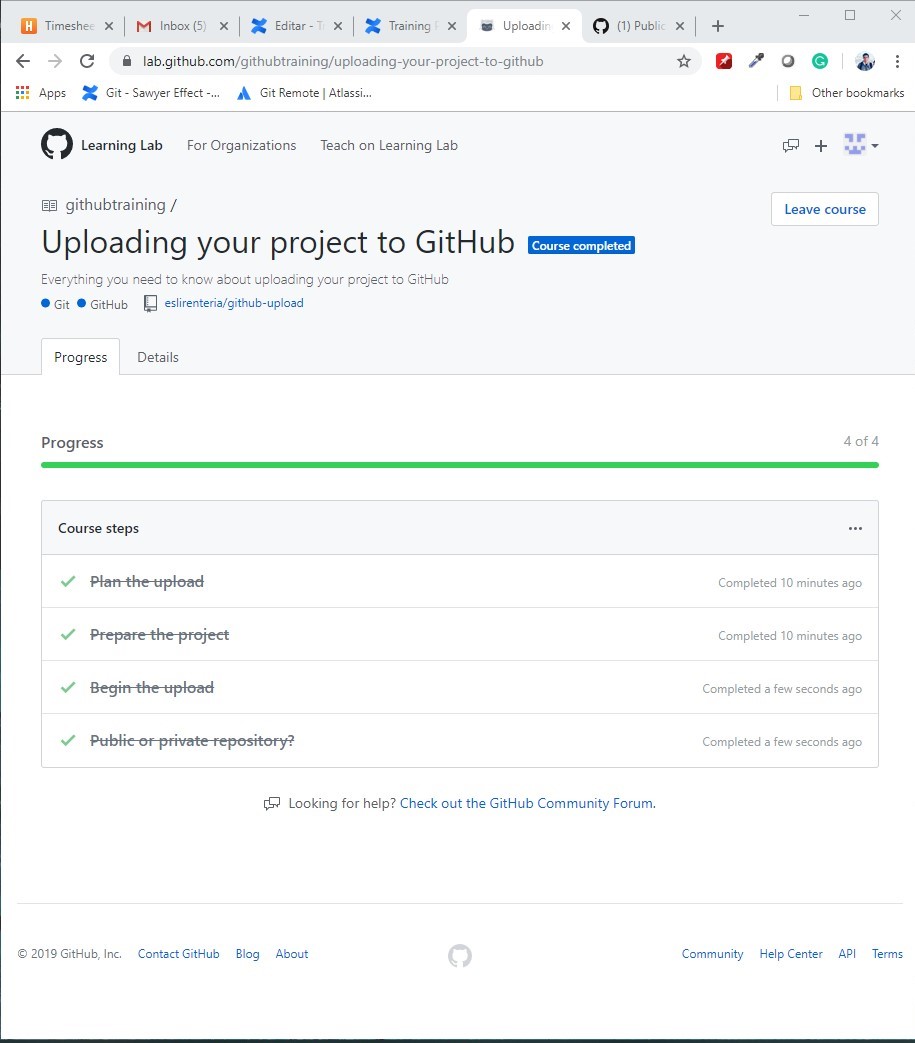 Timeshee
Inbox (5)
Editar - T
Training P
Uploading
(1) Public
lab.github.com/githubtraining/uploading-your-project-to-github
Apps
Git - Sawyer Effect -...
Git Remote | Atlassi...
Other bookmarks
Learning Lab
For Organizations
Teach on Learning Lab
githubtraining /
Leave course
Uploading your project to GitHub
Course completed
Everything you need to know about uploading your project to GitHub
Git
GitHub
eslirenteria/github-upload
Progress
Details
Progress
4 of 4
Course steps
Plan the upload
Completed 10 minutes ago
Prepare the project
Completed 10 minutes ago
Begin the upload
Completed a few seconds ago
Public or private repository?
Completed a few seconds ago
Looking for help? Check out the GitHub Community Forum.
© 2019 GitHub, Inc.
Contact GitHub
Blog
About
Community
Help Center
API
Terms